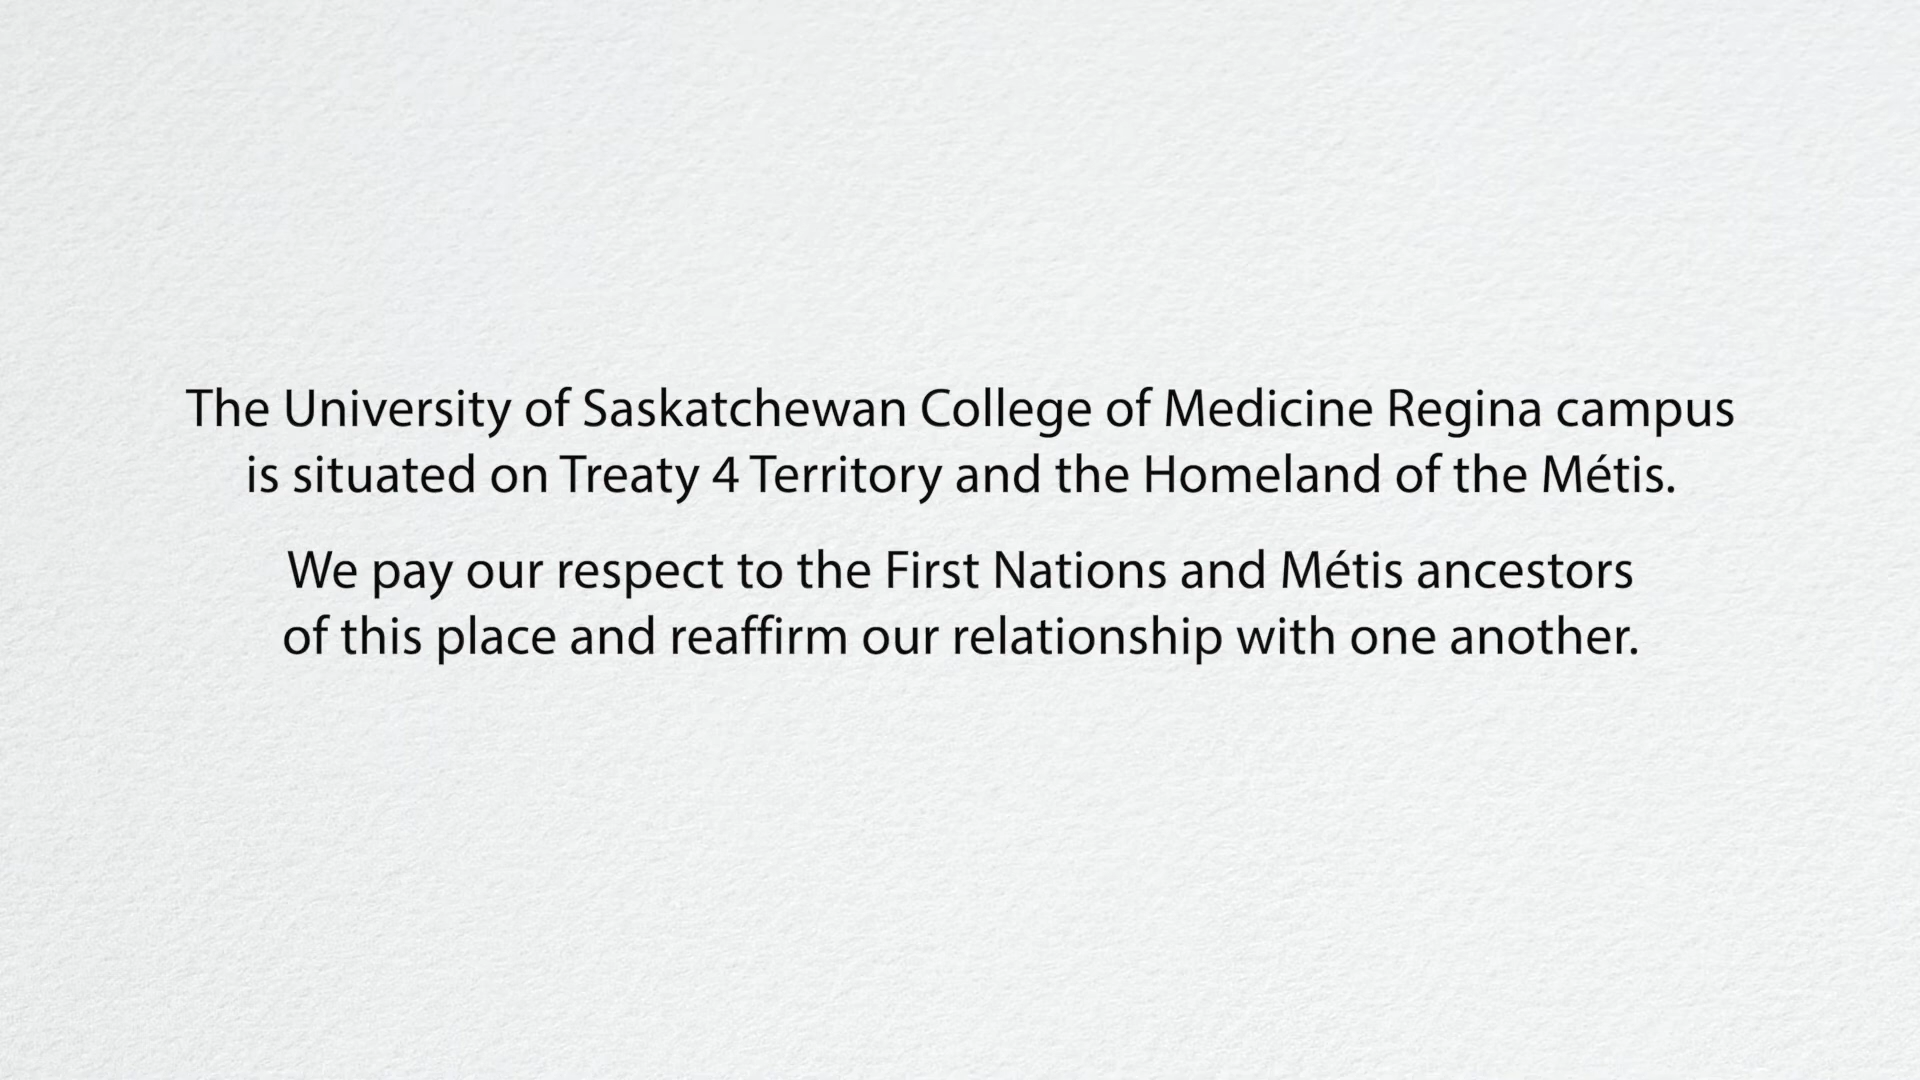 The University of Saskatchewan College of Medicine Regina campus
is situated on Treaty 4 Territory and the Homeland of the Métis.
We pay our respect to the First Nations and Métis ancestors
of this place and reaffirm our relationship with one another.